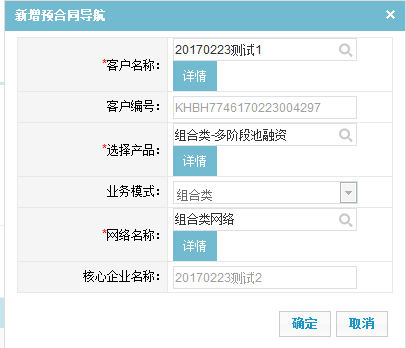 新增预合同导航 ×
*客户名称： 20170223测试1
详情
客户编号： KHBH7746170223004297
*选择产品： 组合类-多阶段池融资
详情
业务模式： 组合类
*网络名称： 组合类网络
详情
核心企业名称： 20170223测试2
确定 取消